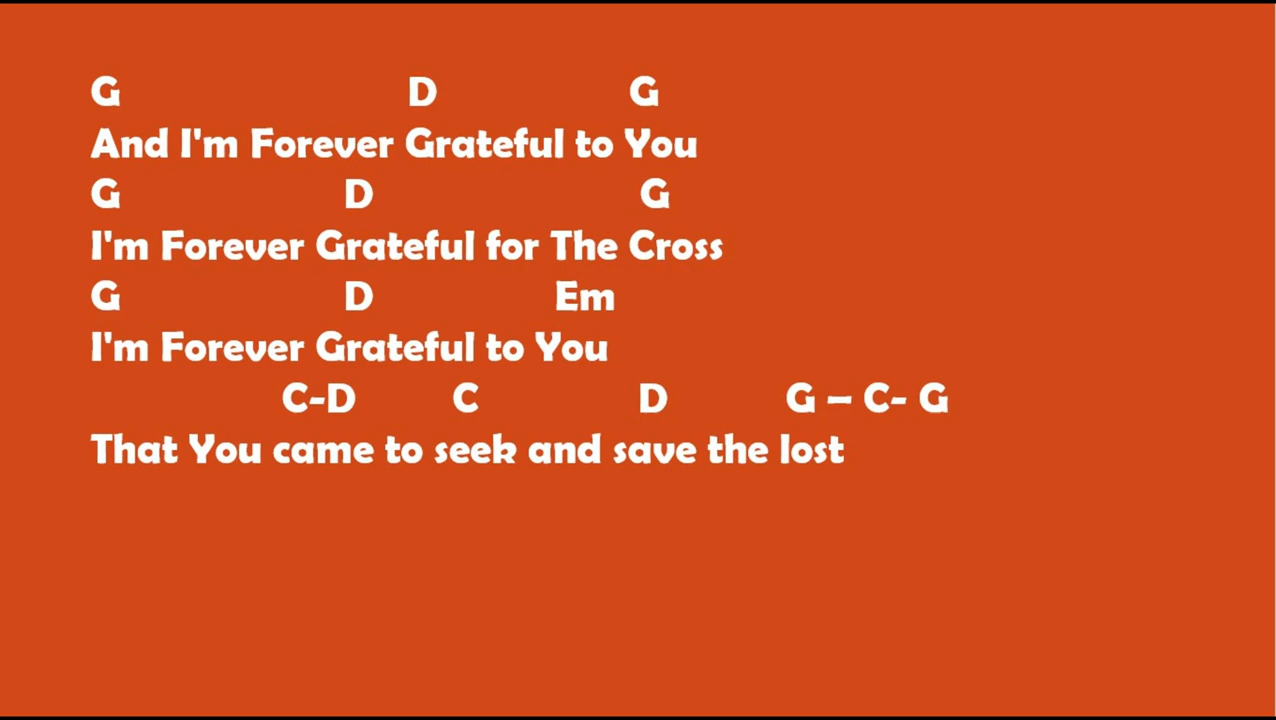 G D G
And I'm Forever Grateful to You
G D G
I'm Forever Grateful for The Cross
G D Em
I'm Forever Grateful to You
C-D C D G – C- G
That You came to seek and save the lost